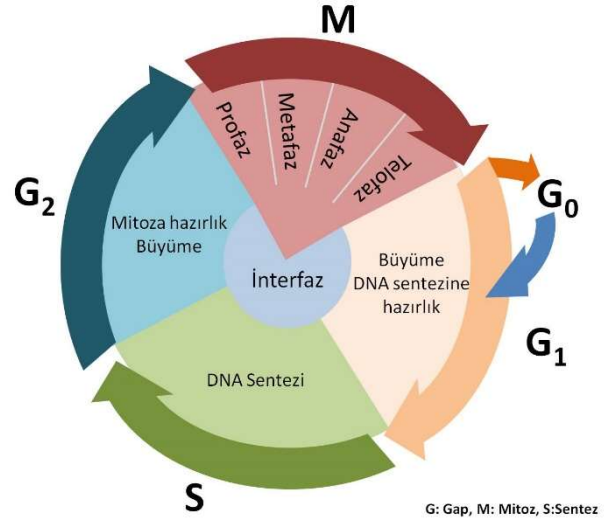 M
Profaz
Metafaz
Anafaz
Telofaz
G₂
G₀
Mitoza hazırlık
Büyüme
İnterfaz
Büyüme
DNA sentezine
hazırlık
G₁
DNA Sentezi
S
G: Gap, M: Mitoz, S:Sentez